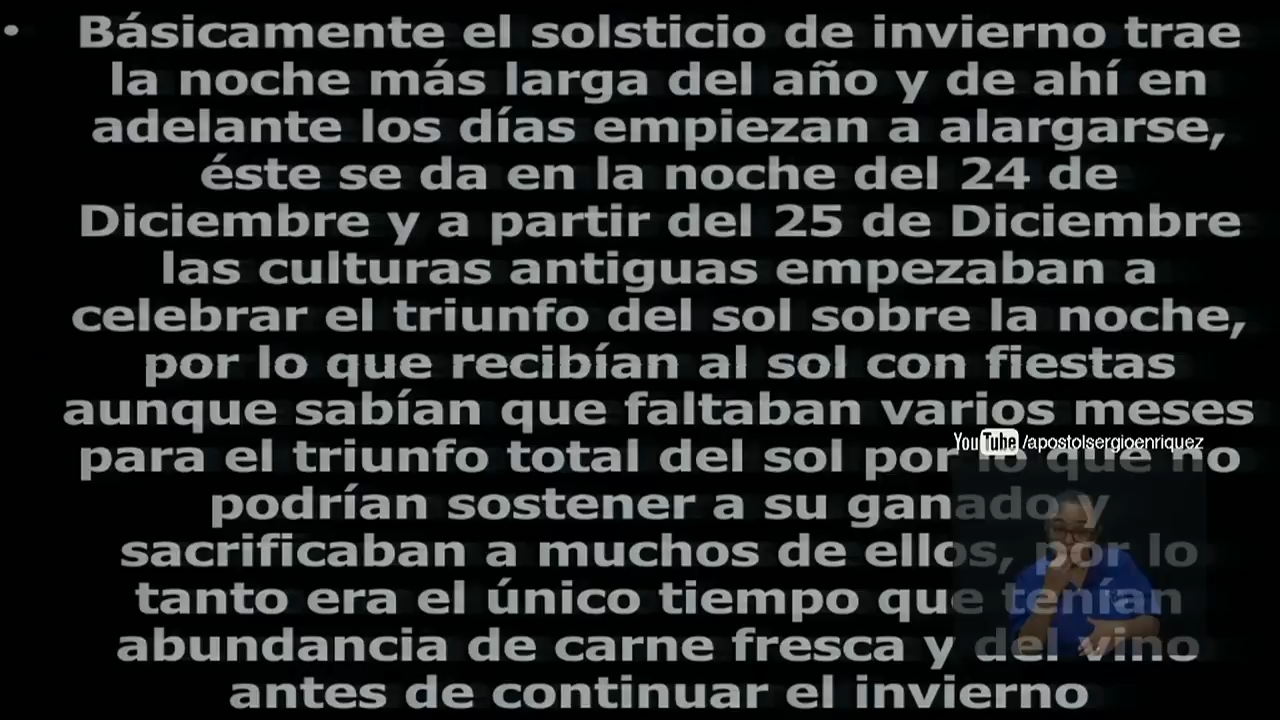 • Básicamente el solsticio de invierno trae
la noche más larga del año y de ahí en
adelante los días empiezan a alargarse,
éste se da en la noche del 24 de
Diciembre y a partir del 25 de Diciembre
las culturas antiguas empezaban a
celebrar el triunfo del sol sobre la noche,
por lo que recibían al sol con fiestas
aunque sabían que faltaban varios meses
YouTube /apostolsergioenriquez
para el triunfo total del sol por lo que no
podrían sostener a su ganado y
sacrificaban a muchos de ellos, por lo
tanto era el único tiempo que tenían
abundancia de carne fresca y del vino
antes de continuar el invierno